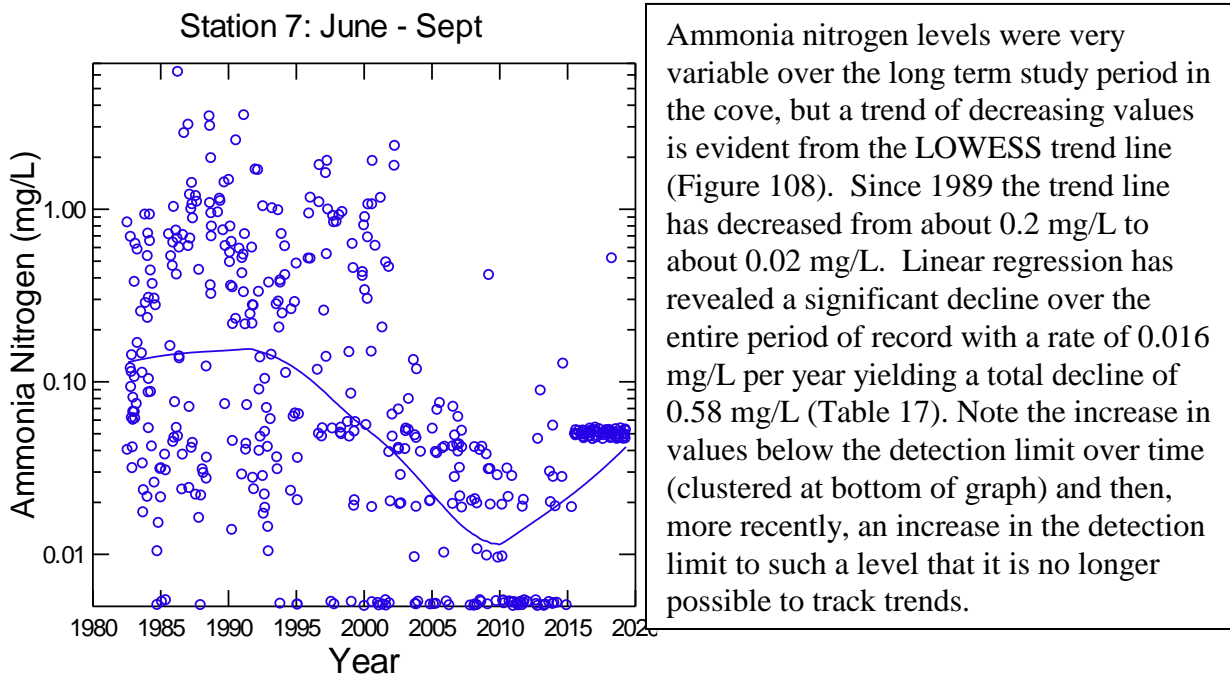 Station 7: June - Sept
Ammonia Nitrogen (mg/L)
1.00
0.10
0.01
1980 1985 1990 1995 2000 2005 2010 2015 202
Year
Ammonia nitrogen levels were very
variable over the long term study period in
the cove, but a trend of decreasing values
is evident from the LOWESS trend line
(Figure 108). Since 1989 the trend line
has decreased from about 0.2 mg/L to
about 0.02 mg/L. Linear regression has
revealed a significant decline over the
entire period of record with a rate of 0.016
mg/L per year yielding a total decline of
0.58 mg/L (Table 17). Note the increase in
values below the detection limit over time
(clustered at bottom of graph) and then,
more recently, an increase in the detection
limit to such a level that it is no longer
possible to track trends.